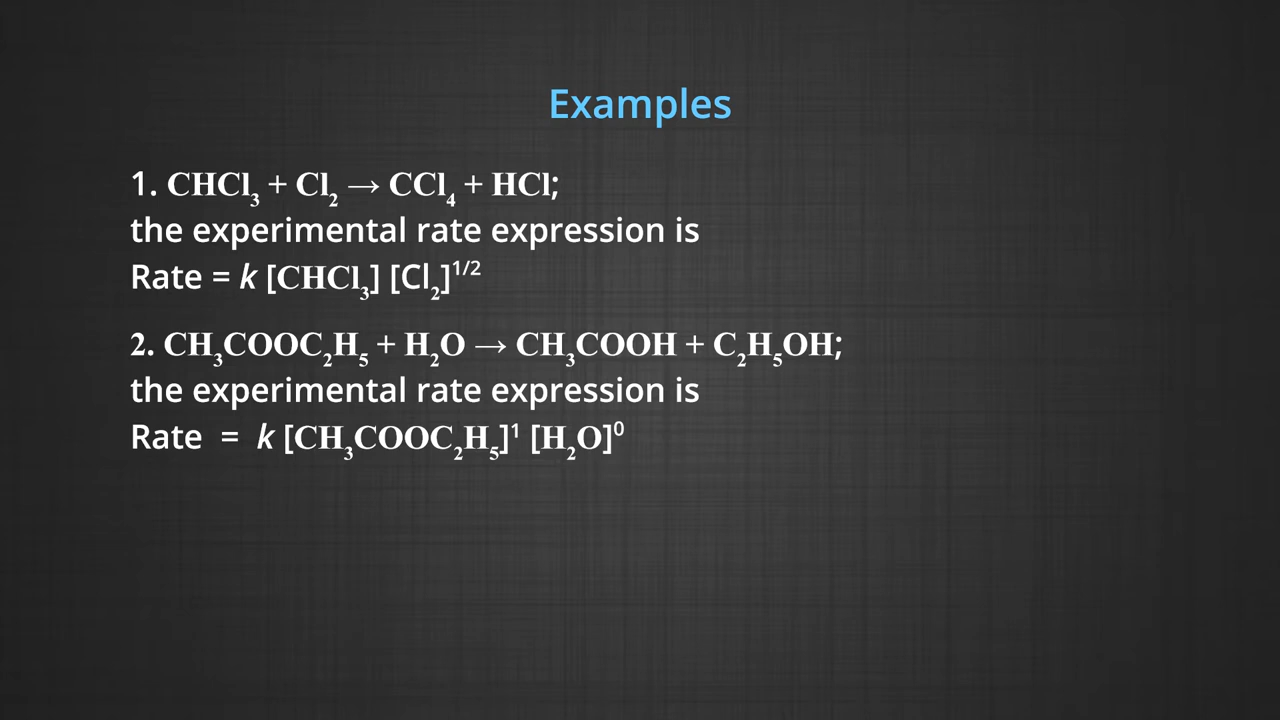 Examples
1. CHCl₃ + Cl₂ → CCl₄ + HCl;
the experimental rate expression is
Rate = k [CHCl₃] [Cl₂]¹/²
2. CH₃COOC₂H₅ + H₂O → CH₃COOH + C₂H₅OH;
the experimental rate expression is
Rate = k [CH₃COOC₂H₅]¹ [H₂O]⁰